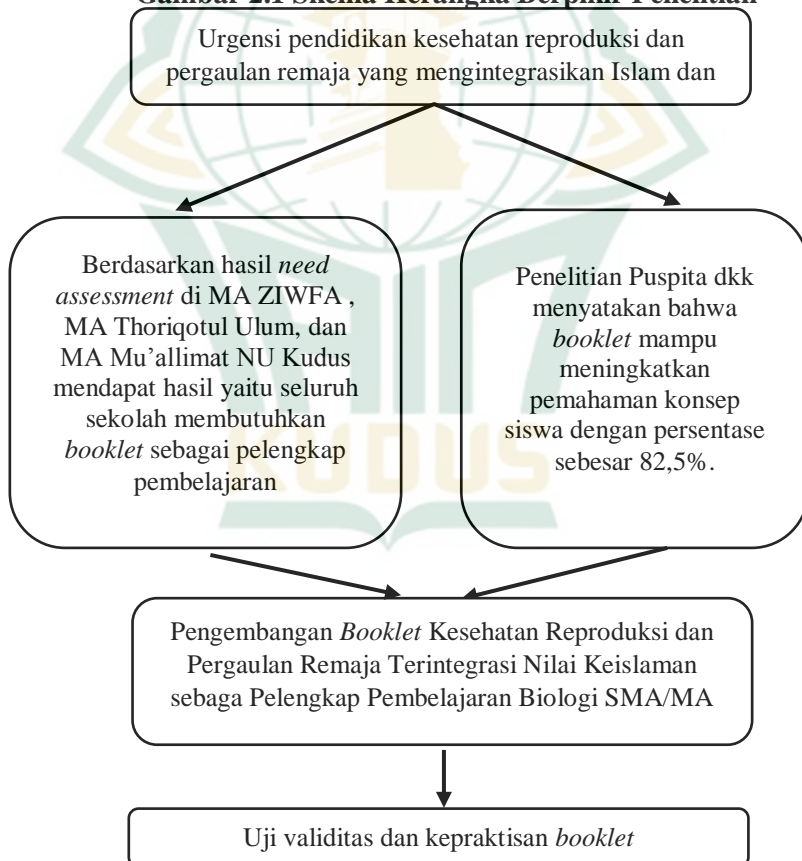 Gambar 2.1 Skema Kerangka Berpikir Penelitian
Urgensi pendidikan kesehatan reproduksi dan
pergaulan remaja yang mengintegrasikan Islam dan
Berdasarkan hasil need
assessment di MA ZIWFA ,
MA Thoriqotul Ulum, dan
MA Mu’allimat NU Kudus
mendapat hasil yaitu seluruh
sekolah membutuhkan
booklet sebagai pelengkap
pembelajaran
Penelitian Puspita dkk
menyatakan bahwa
booklet mampu
meningkatkan
pemahaman konsep
siswa dengan persentase
sebesar 82,5%.
KUDUS
Pengembangan Booklet Kesehatan Reproduksi dan
Pergaulan Remaja Terintegrasi Nilai Keislaman
sebaga Pelengkap Pembelajaran Biologi SMA/MA
Uji validitas dan kepraktisan booklet